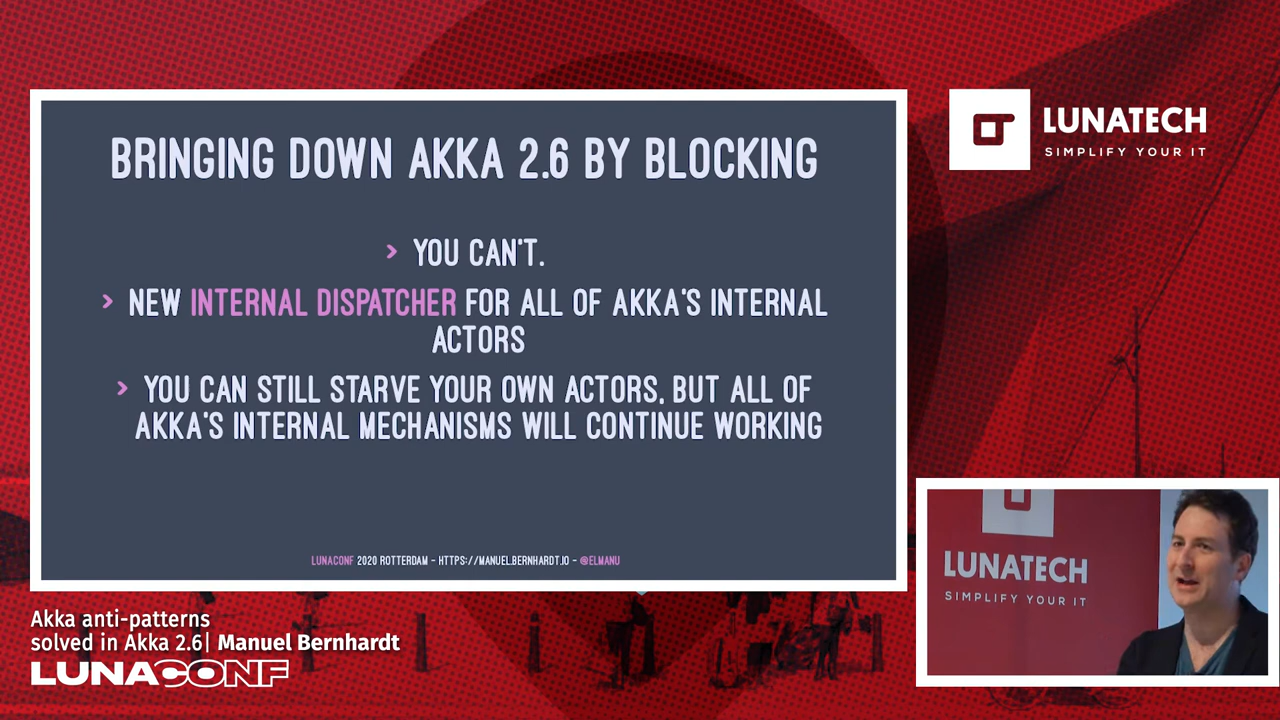 BRINGING DOWN AKKA 2.6 BY BLOCKING
> YOU CAN'T.
> NEW INTERNAL DISPATCHER FOR ALL OF AKKA'S INTERNAL
ACTORS
> YOU CAN STILL STARVE YOUR OWN ACTORS, BUT ALL OF
AKKA'S INTERNAL MECHANISMS WILL CONTINUE WORKING
LUNACONF 2020 ROTTERDAM - HTTPS://MANUEL.BERNHARDT.IO - @ELMANU
LUNATECH
SIMPLIFY YOUR IT
LUNATECH
SIMPLIFY YOUR IT
Akka anti-patterns
solved in Akka 2.6| Manuel Bernhardt
LUNACONF